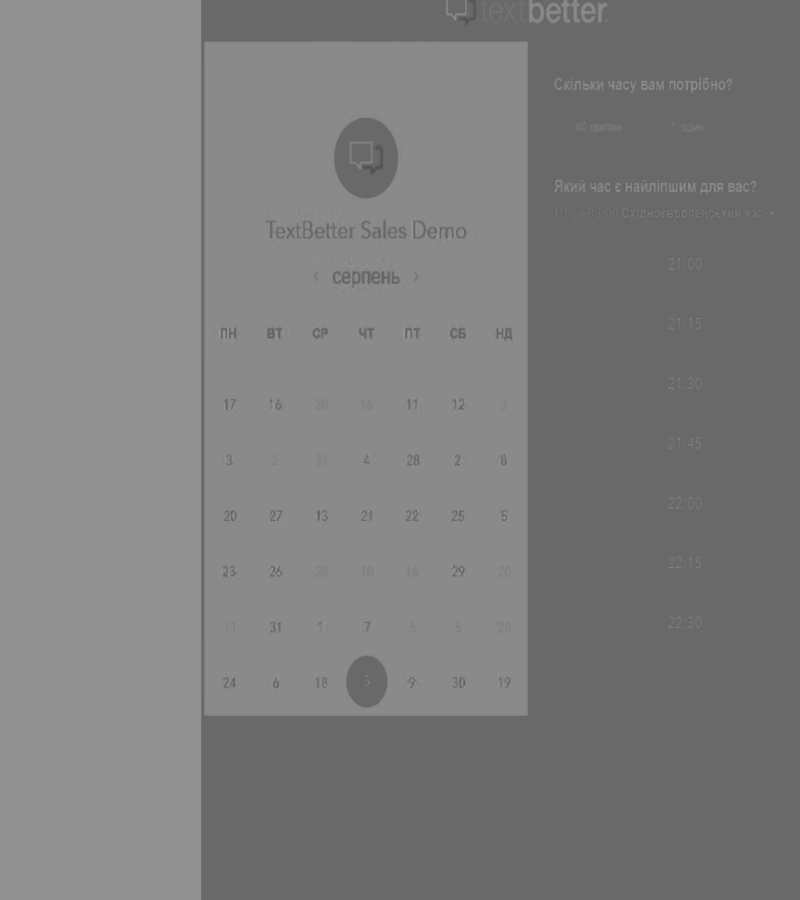 textbetter.
TextBetter Sales Demo
‹ серпень ›
ПН ВТ СР ЧТ ПТ СБ НД
17 16 20 16 11 12 3
3 2 31 4 28 2 8
20 27 13 21 22 25 5
23 26 28 10 16 29 20
11 31 1 7 5 5 28
24 6 18 5 9 30 19
Скільки часу вам потрібно?
хвилин 1 годин
Який час є найліпшим для вас?
Східноєвропейський час
21:00
21:15
21:30
21:45
22:00
22:15
22:30